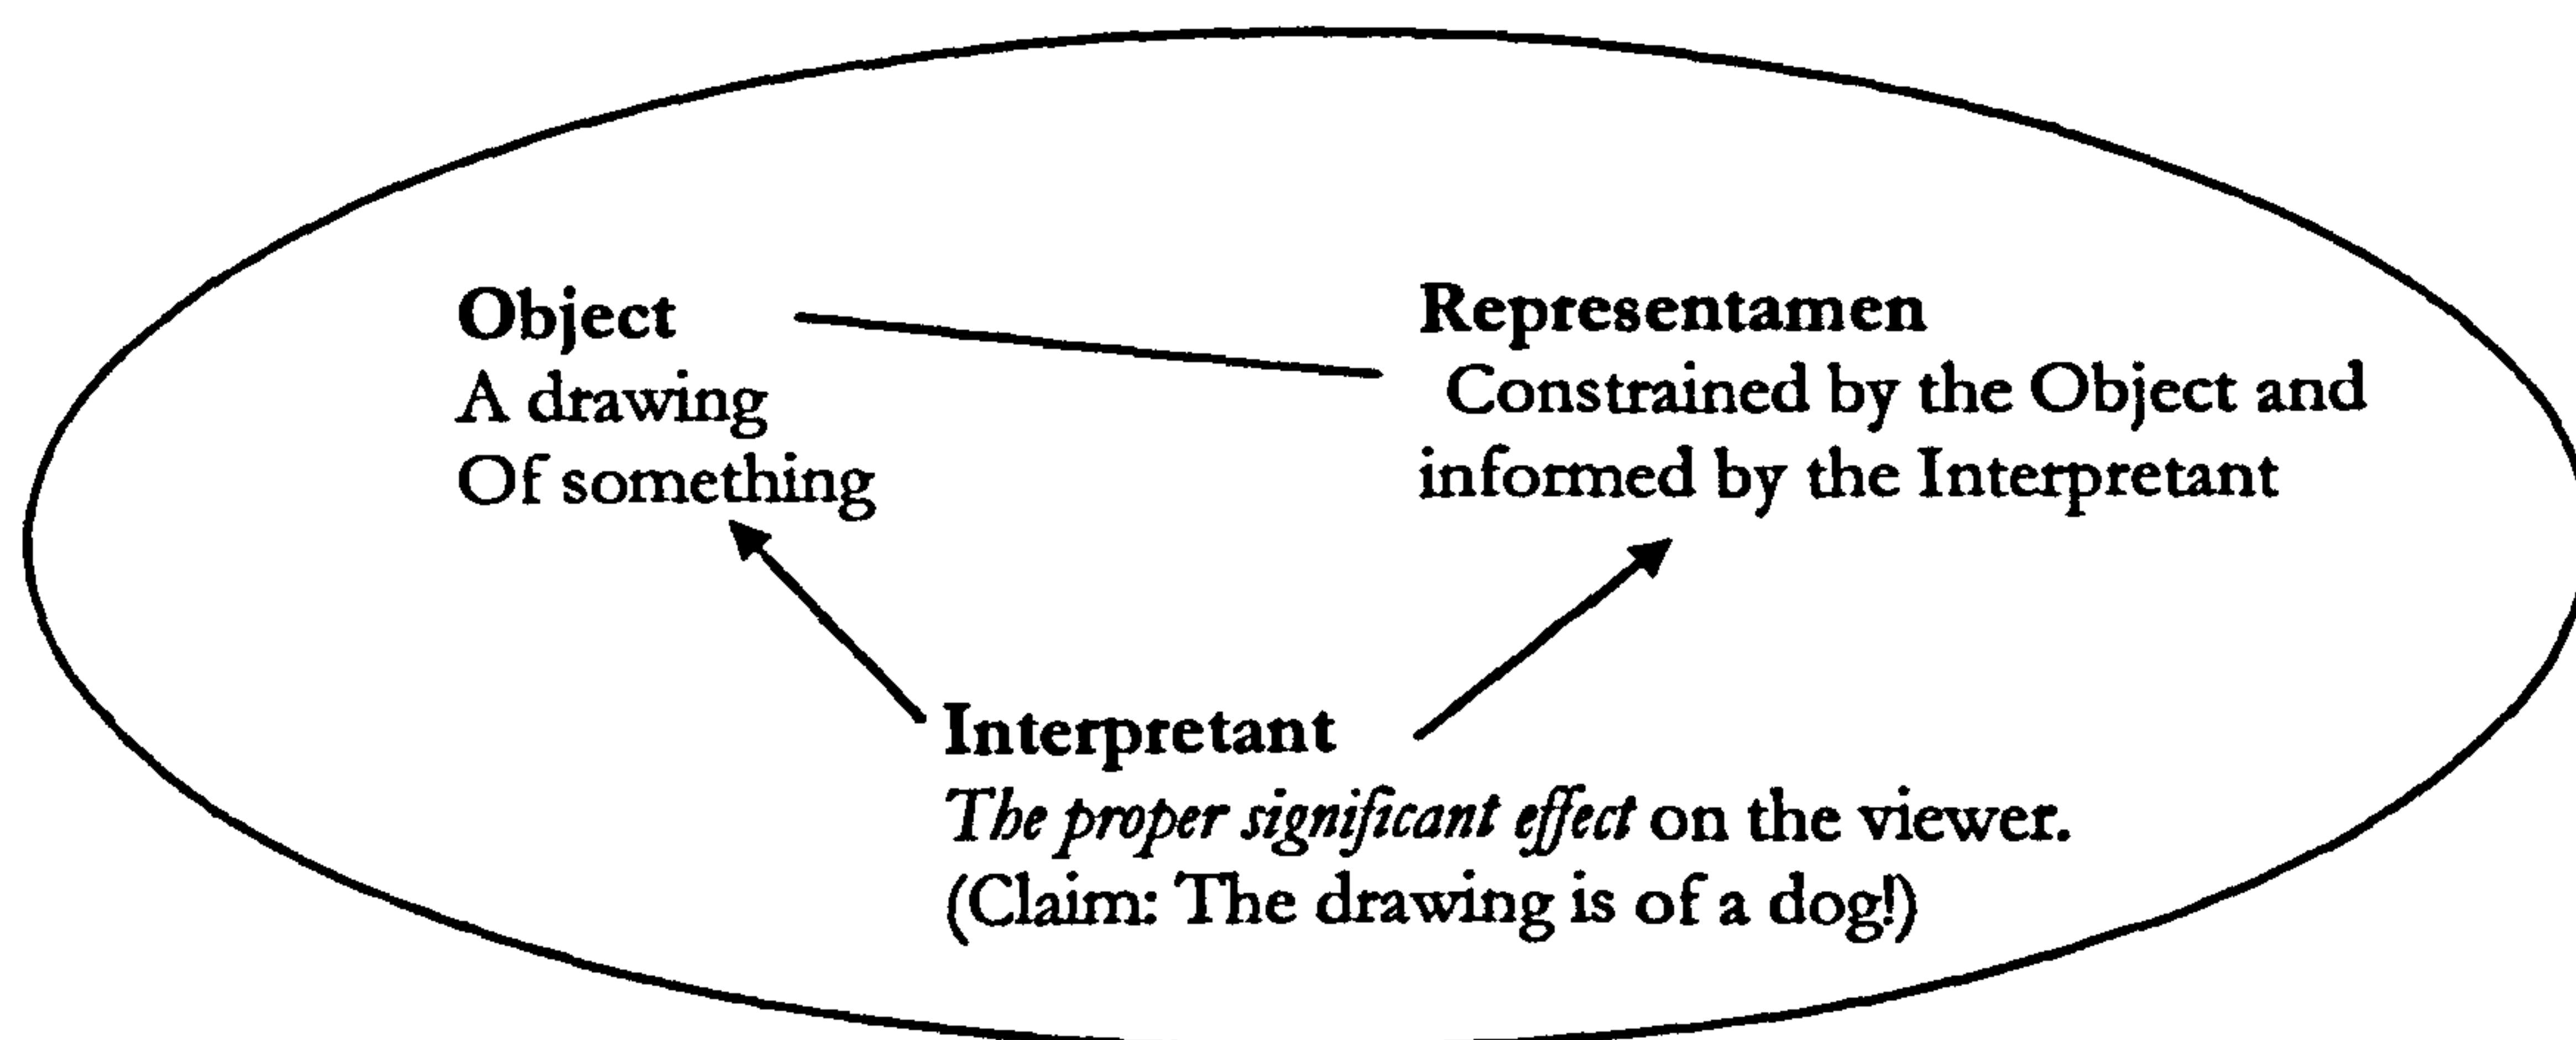 Object
A drawing
Of something
Representamen
Constrained by the Object and
informed by the Interpretant
Interpretant
The proper significant effect on the viewer.
(Claim: The drawing is of a dog!)